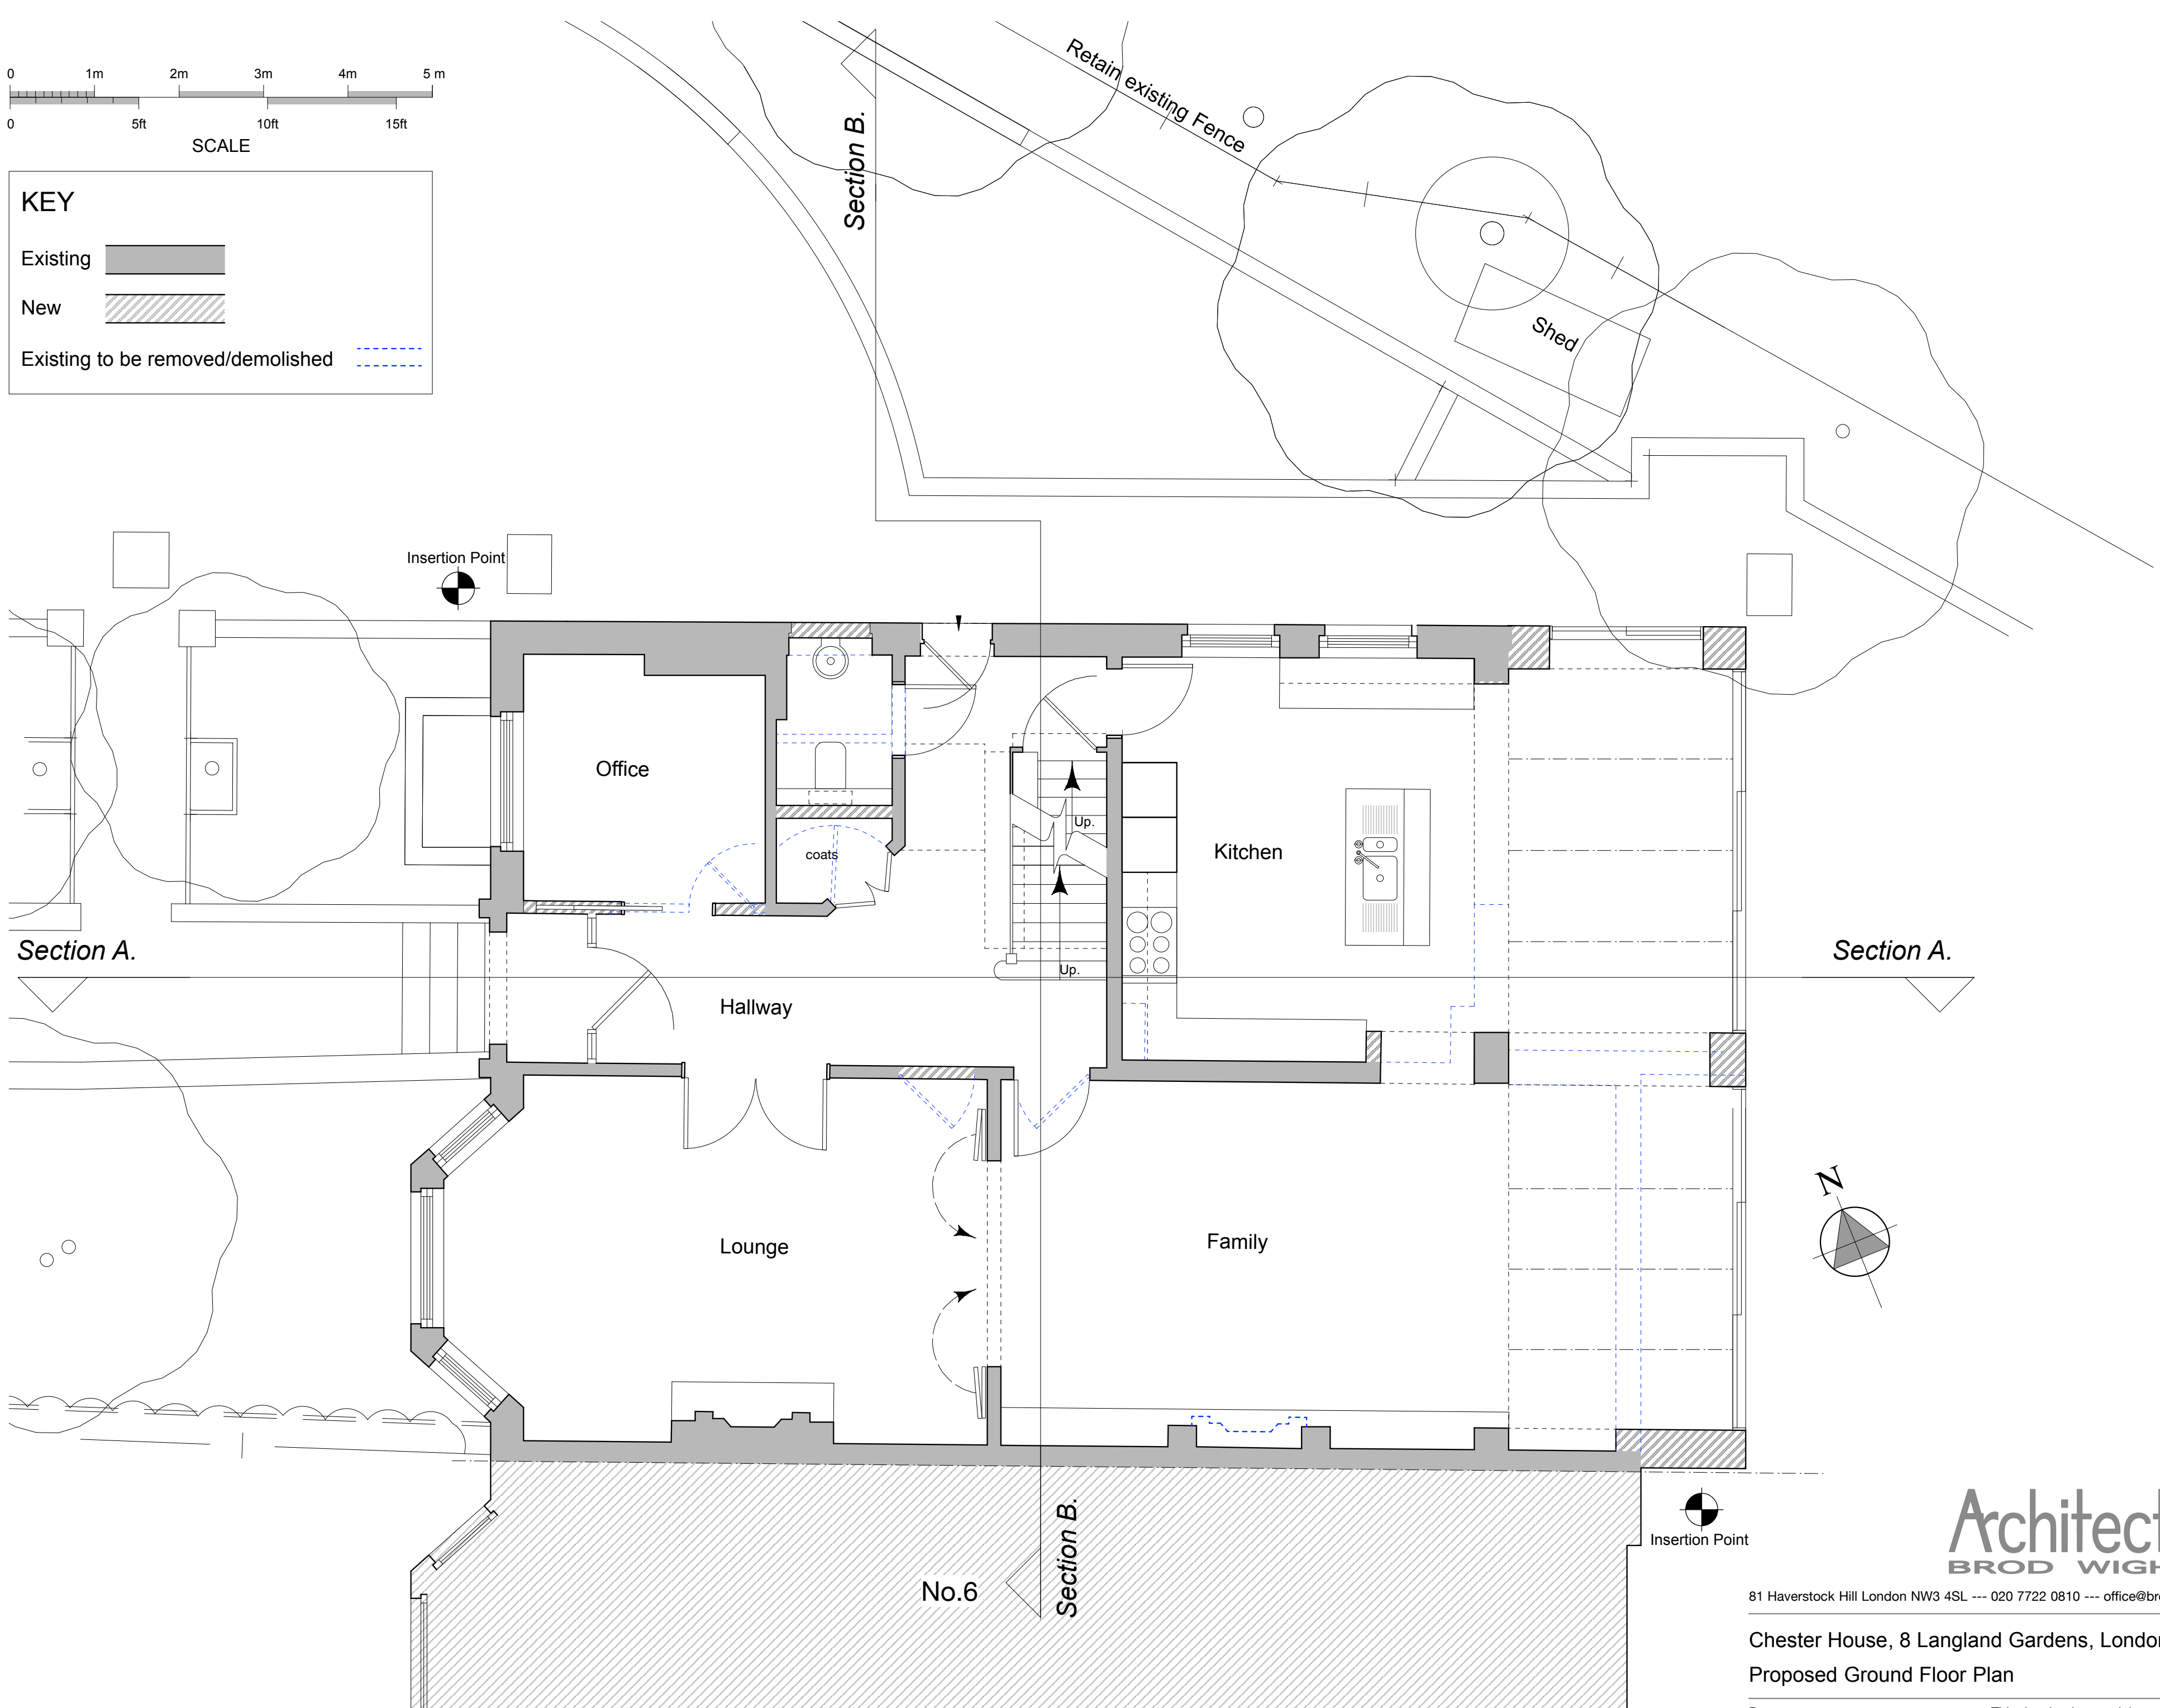 0 1m 2m 3m 4m 5 m
0 5ft 10ft 15ft
SCALE
KEY
Existing
New
Existing to be removed/demolished
Section B.
Retain existing Fence
Shed
Insertion Point
Office
coats
Up.
Up.
Kitchen
Section A.
Section A.
Hallway
Lounge
Family
N
No.6
Section B.
Insertion Point
Architect
BROD WIGH
81 Haverstock Hill London NW3 4SL --- 020 7722 0810 --- office@bro
Chester House, 8 Langland Gardens, London
Proposed Ground Floor Plan